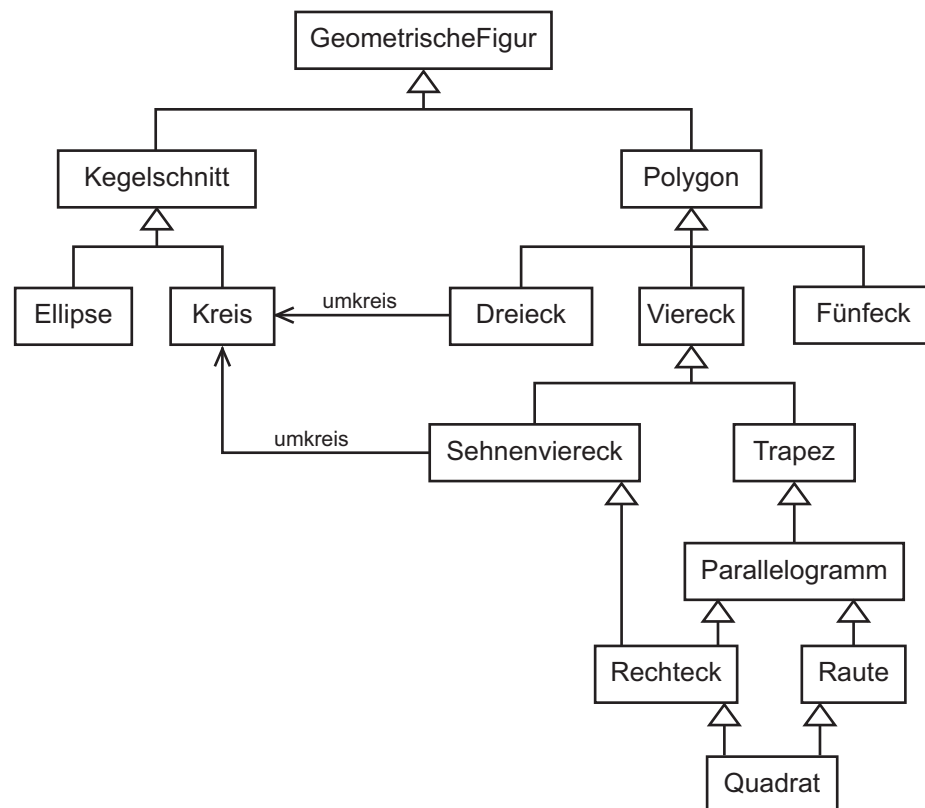 GeometrischeFigur
Kegelschnitt
Polygon
Ellipse
Kreis
umkreis
Dreieck
Viereck
Fünfeck
umkreis
Sehnenviereck
Trapez
Parallelogramm
Rechteck
Raute
Quadrat